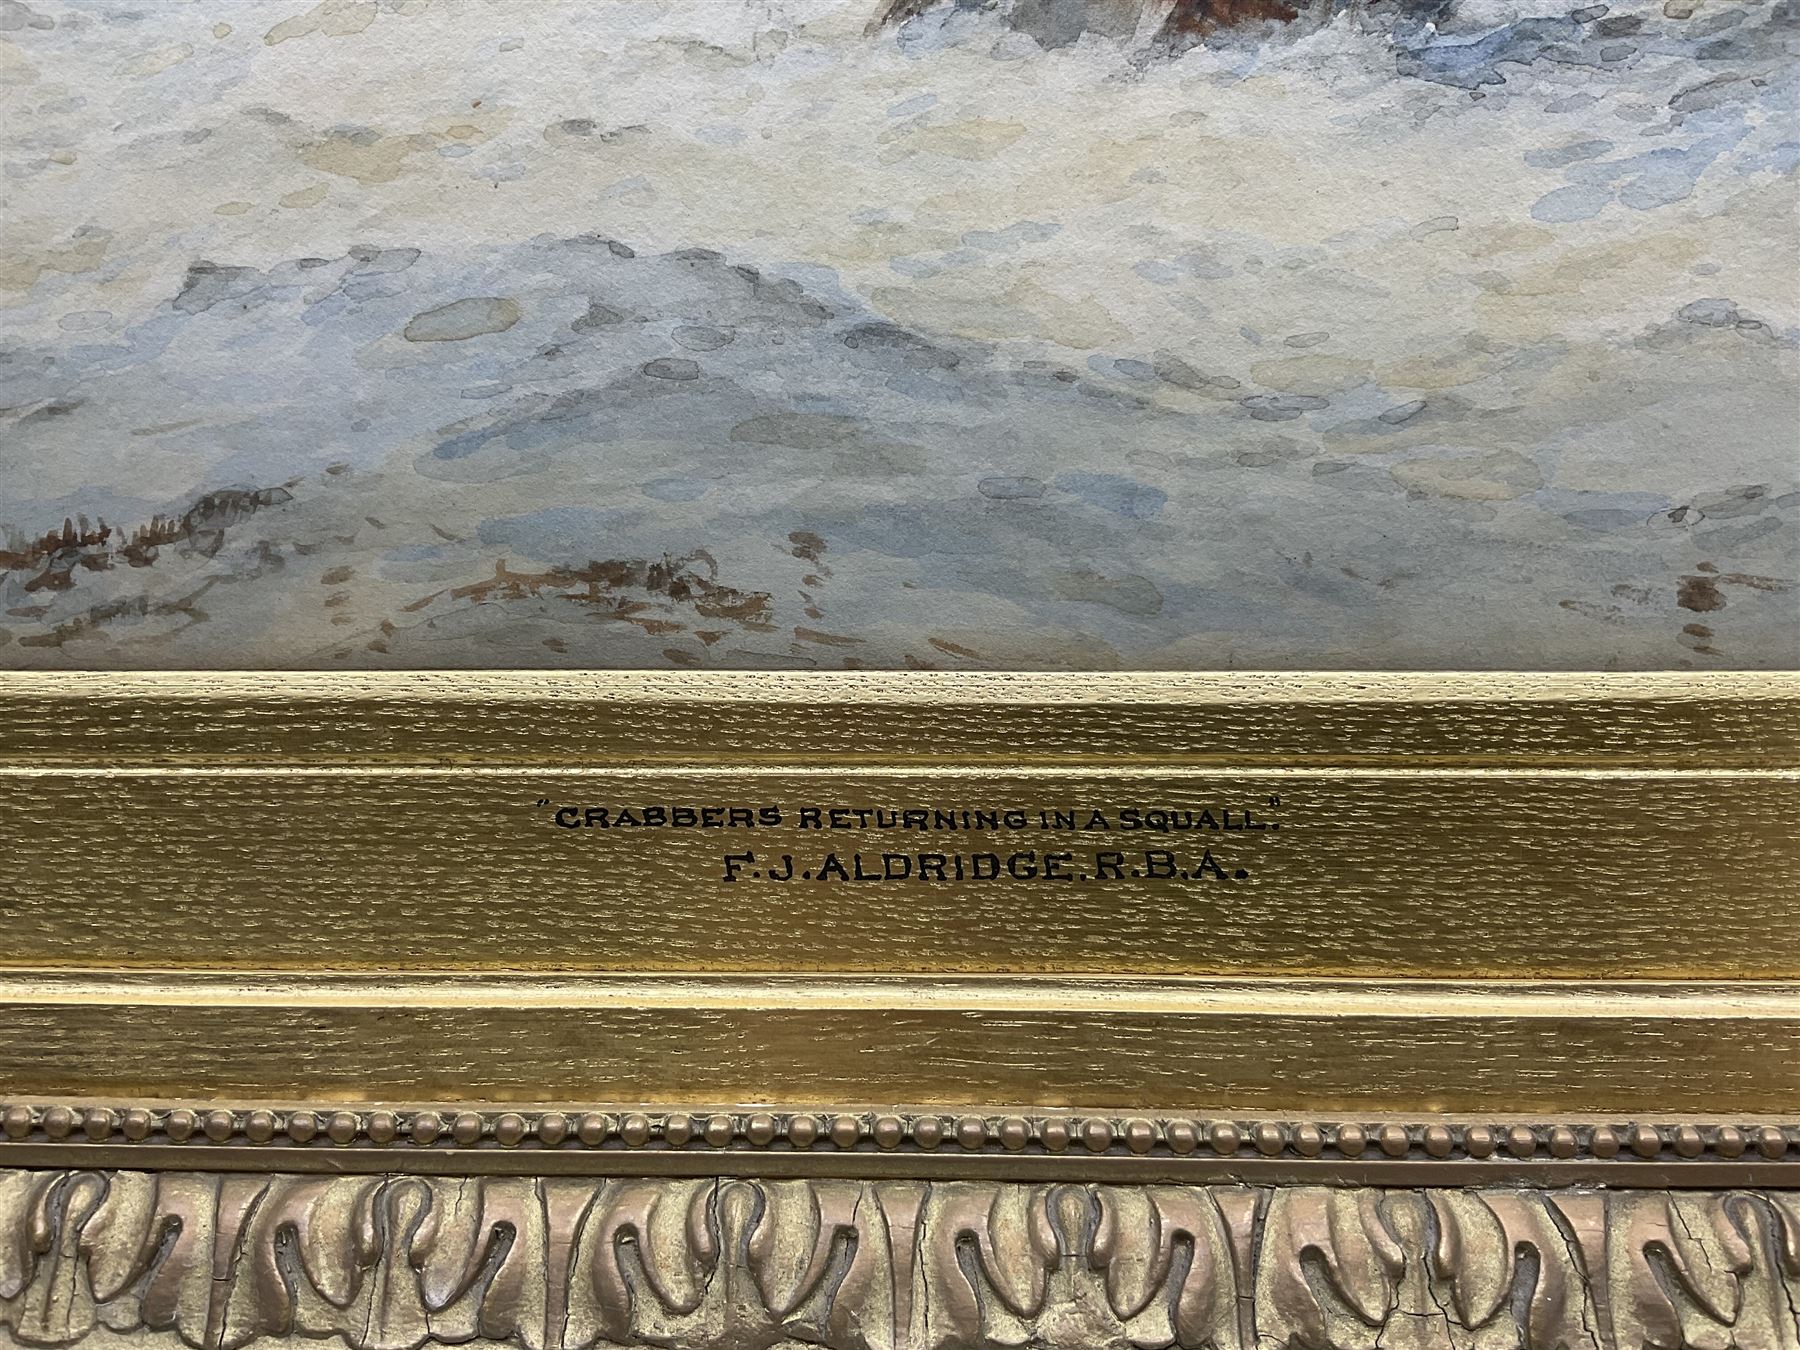 "CRABBERS RETURNING IN A SQUALL."
F.J.ALDRIDGE.R.B.A.